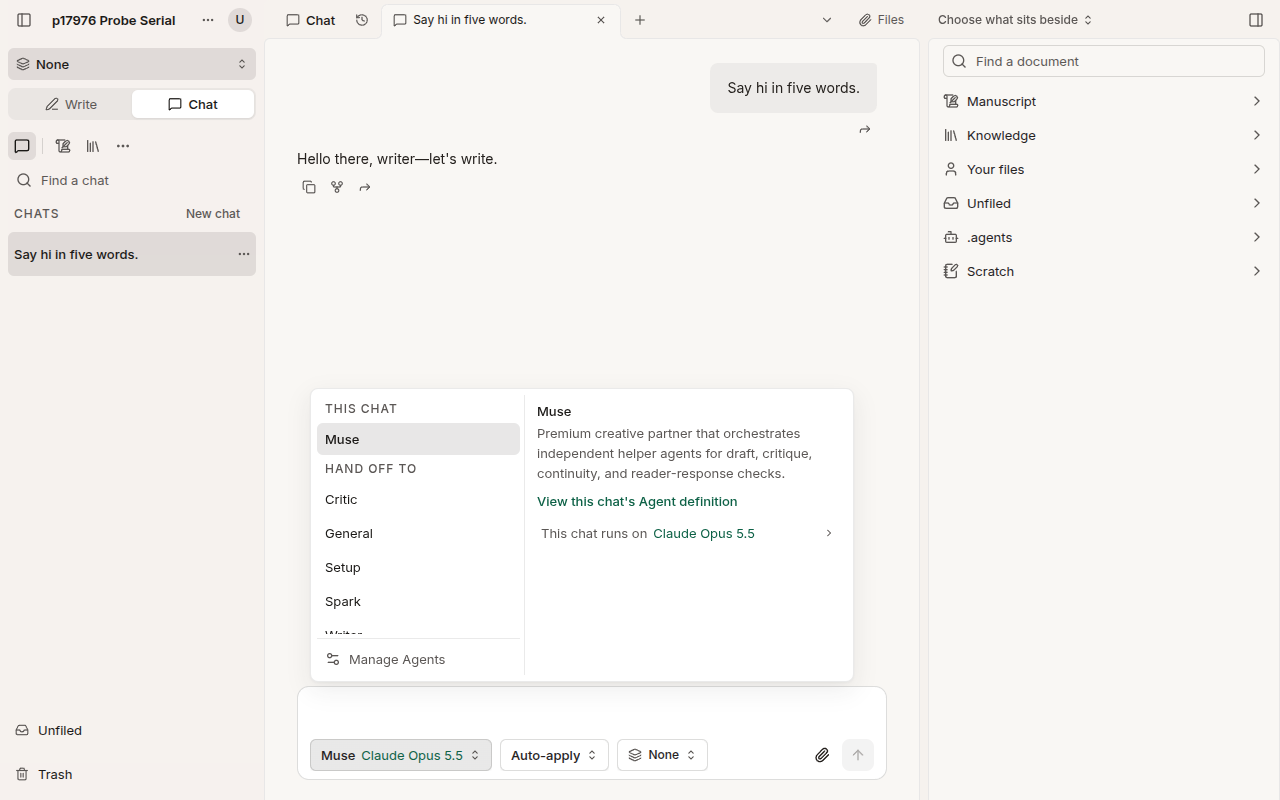 p17976 Probe Serial
U
None
Write
Chat
Find a chat
CHATS
New chat
Say hi in five words.
Unfiled
Trash
Chat
Say hi in five words.
Files
Say hi in five words.
Hello there, writer—let's write.
THIS CHAT
Muse
HAND OFF TO
Critic
General
Setup
Spark
Writer
Manage Agents
Muse
Premium creative partner that orchestrates
independent helper agents for draft, critique,
continuity, and reader-response checks.
View this chat's Agent definition
This chat runs on Claude Opus 5.5
Muse Claude Opus 5.5
Auto-apply
None
Choose what sits beside
Find a document
Manuscript
Knowledge
Your files
Unfiled
.agents
Scratch